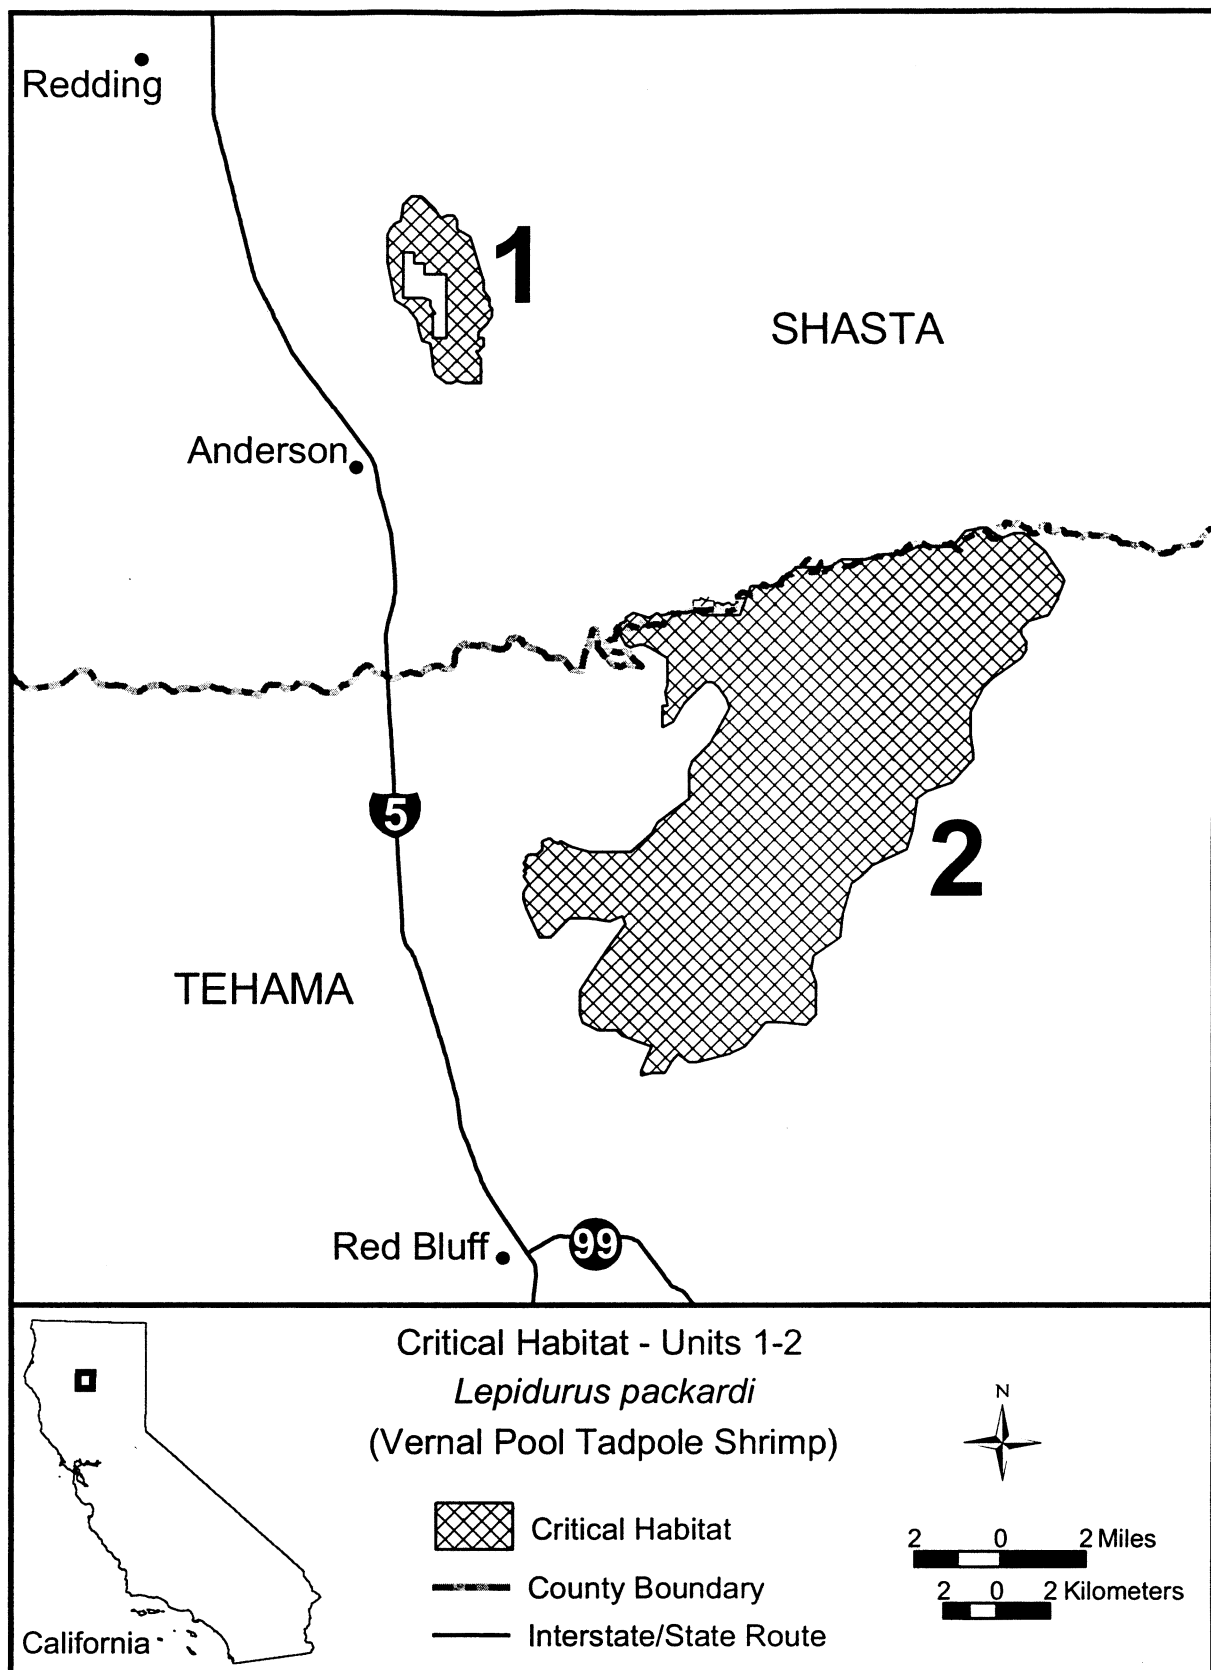 Redding
1
SHASTA
Anderson
5
2
TEHAMA
Red Bluff
99
Critical Habitat - Units 1-2
Lepidurus packardi
(Vernal Pool Tadpole Shrimp)
N
Critical Habitat
County Boundary
Interstate/State Route
2 0 2 Miles
2 0 2 Kilometers
California